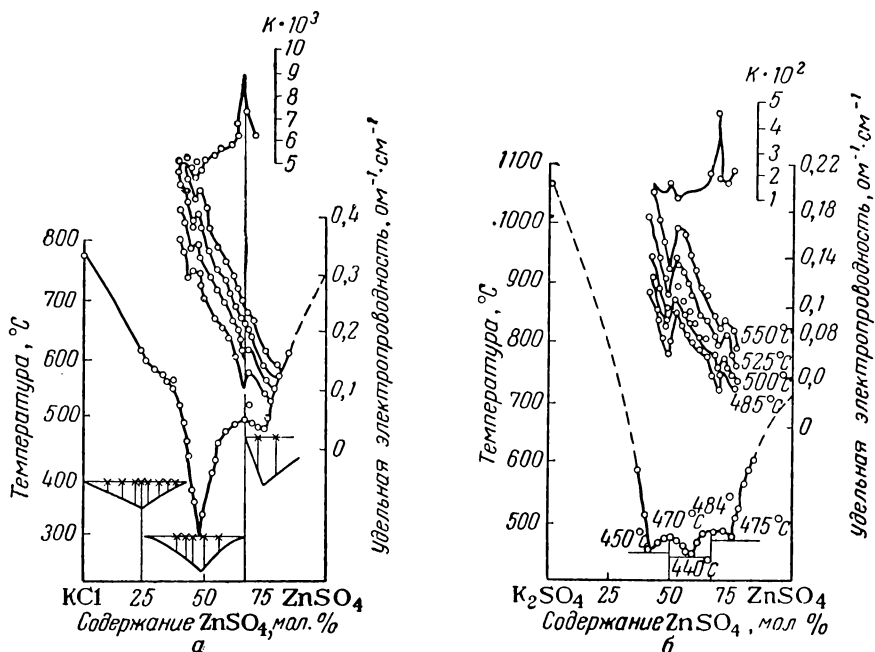 K·10³
10
9
8
7
6
5
800
700
600
500
400
300
Температура, °С
0,4
0,3
0,2
0,1
0
Удельная электропроводность, ом⁻¹·см⁻¹
KCl 25 50 75 ZnSO₄
Содержание ZnSO₄, мол. %
а
K·10²
5
4
3
2
1
1100
1000
900
800
700
600
500
Температура, °С
0,22
0,18
0,14
0,1
0,08
0,0
0
Удельная электропроводность, ом⁻¹·см⁻¹
550°С
525°С
500°С
485°С
450°С
470°С
484°
475°С
440°С
K₂SO₄ 25 50 75 ZnSO₄
Содержание ZnSO₄, мол %
б